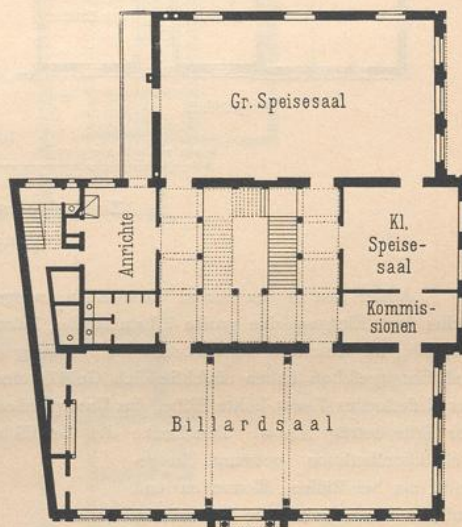 Gr. Speisesaal
Anrichte
Kl.
Speise-
saal
Kommis-
sionen
Billardsaal